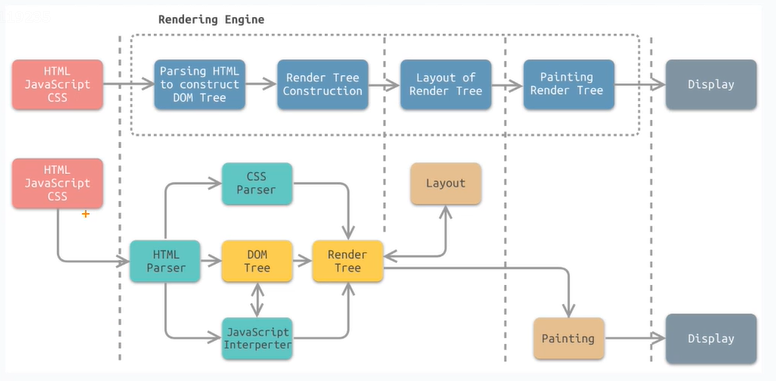 Rendering Engine
HTML
JavaScript
CSS
Parsing HTML
to construct
DOM Tree
Render Tree
Construction
Layout of
Render Tree
Painting
Render Tree
Display
HTML
JavaScript
CSS
CSS
Parser
Layout
HTML
Parser
DOM
Tree
Render
Tree
JavaScript
Interperter
Painting
Display